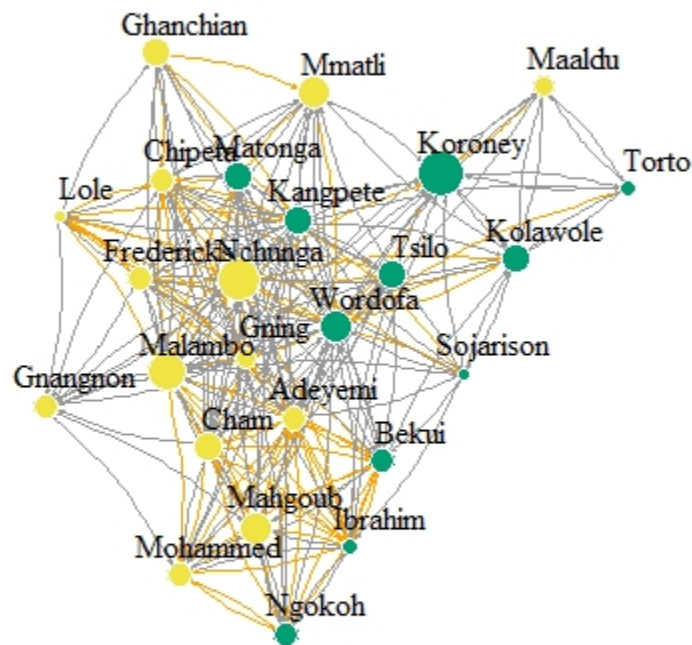 Ghanchian
Mmatli
Maaldu
Chipeta
Matonga
Koroney
Torto
Lole
Kangpete
Kolawole
Fredericks
Nchunga
Tsilo
Wordofa
Malambo
Gning
Sojarison
Gnangnon
Adeyemi
Cham
Bekui
Mahgoub
Ibrahim
Mohammed
Ngokoh